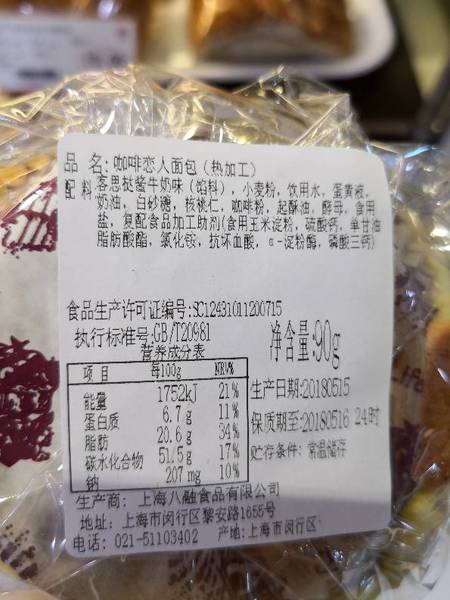 品 名:咖啡恋人面包(热加工)
配料:客思挞酱牛奶味(馅料),小麦粉,饮用水,蛋黄液,
奶油,白砂糖,核桃仁,咖啡粉,起酥油,酵母,食用
盐,复配食品加工助剂(食用玉米淀粉,硫酸钙,单甘油
脂肪酸酯,氯化铵,抗坏血酸,α-淀粉酶,磷酸三钙)
食品生产许可证编号:SC12431011200715
执行标准号:GB/T20981
净含量:90g
营养成分表
项目 每100g NRV%
能量 1752kJ 21%
蛋白质 6.7 g 11%
脂肪 20.6 g 34%
碳水化合物 51.5g 17%
钠 207 mg 10%
生产日期:20180515
保质期至:20180516 24时
贮存条件: 常温储存
生产商: 上海八融食品有限公司
地址: 上海市闵行区黎安路1655号
电话: 021-51103402 产地:上海市闵行区